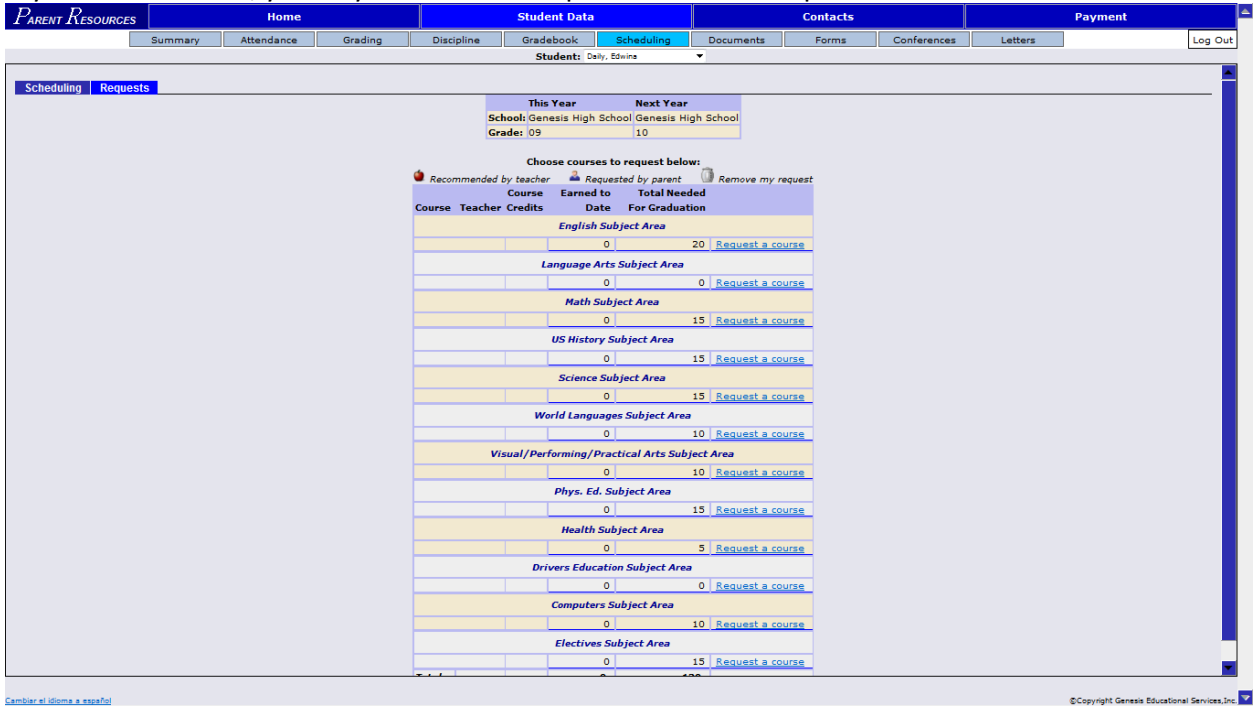 PARENT RESOURCES Home Student Data Contacts Payment
Summary Attendance Grading Discipline Gradebook Scheduling Documents Forms Conferences Letters Log Out
Student: Daily, Edwina
Scheduling Requests
This Year Next Year
School: Genesis High School Genesis High School
Grade: 09 10
Choose courses to request below:
Recommended by teacher Requested by parent Remove my request
Course Earned to Total Needed
Course Teacher Credits Date For Graduation
English Subject Area
0 20 Request a course
Language Arts Subject Area
0 0 Request a course
Math Subject Area
0 15 Request a course
US History Subject Area
0 15 Request a course
Science Subject Area
0 15 Request a course
World Languages Subject Area
0 10 Request a course
Visual/Performing/Practical Arts Subject Area
0 10 Request a course
Phys. Ed. Subject Area
0 15 Request a course
Health Subject Area
0 5 Request a course
Drivers Education Subject Area
0 0 Request a course
Computers Subject Area
0 10 Request a course
Electives Subject Area
0 15 Request a course
Cambiar el idioma a español ©Copyright Genesis Educational Services,Inc.